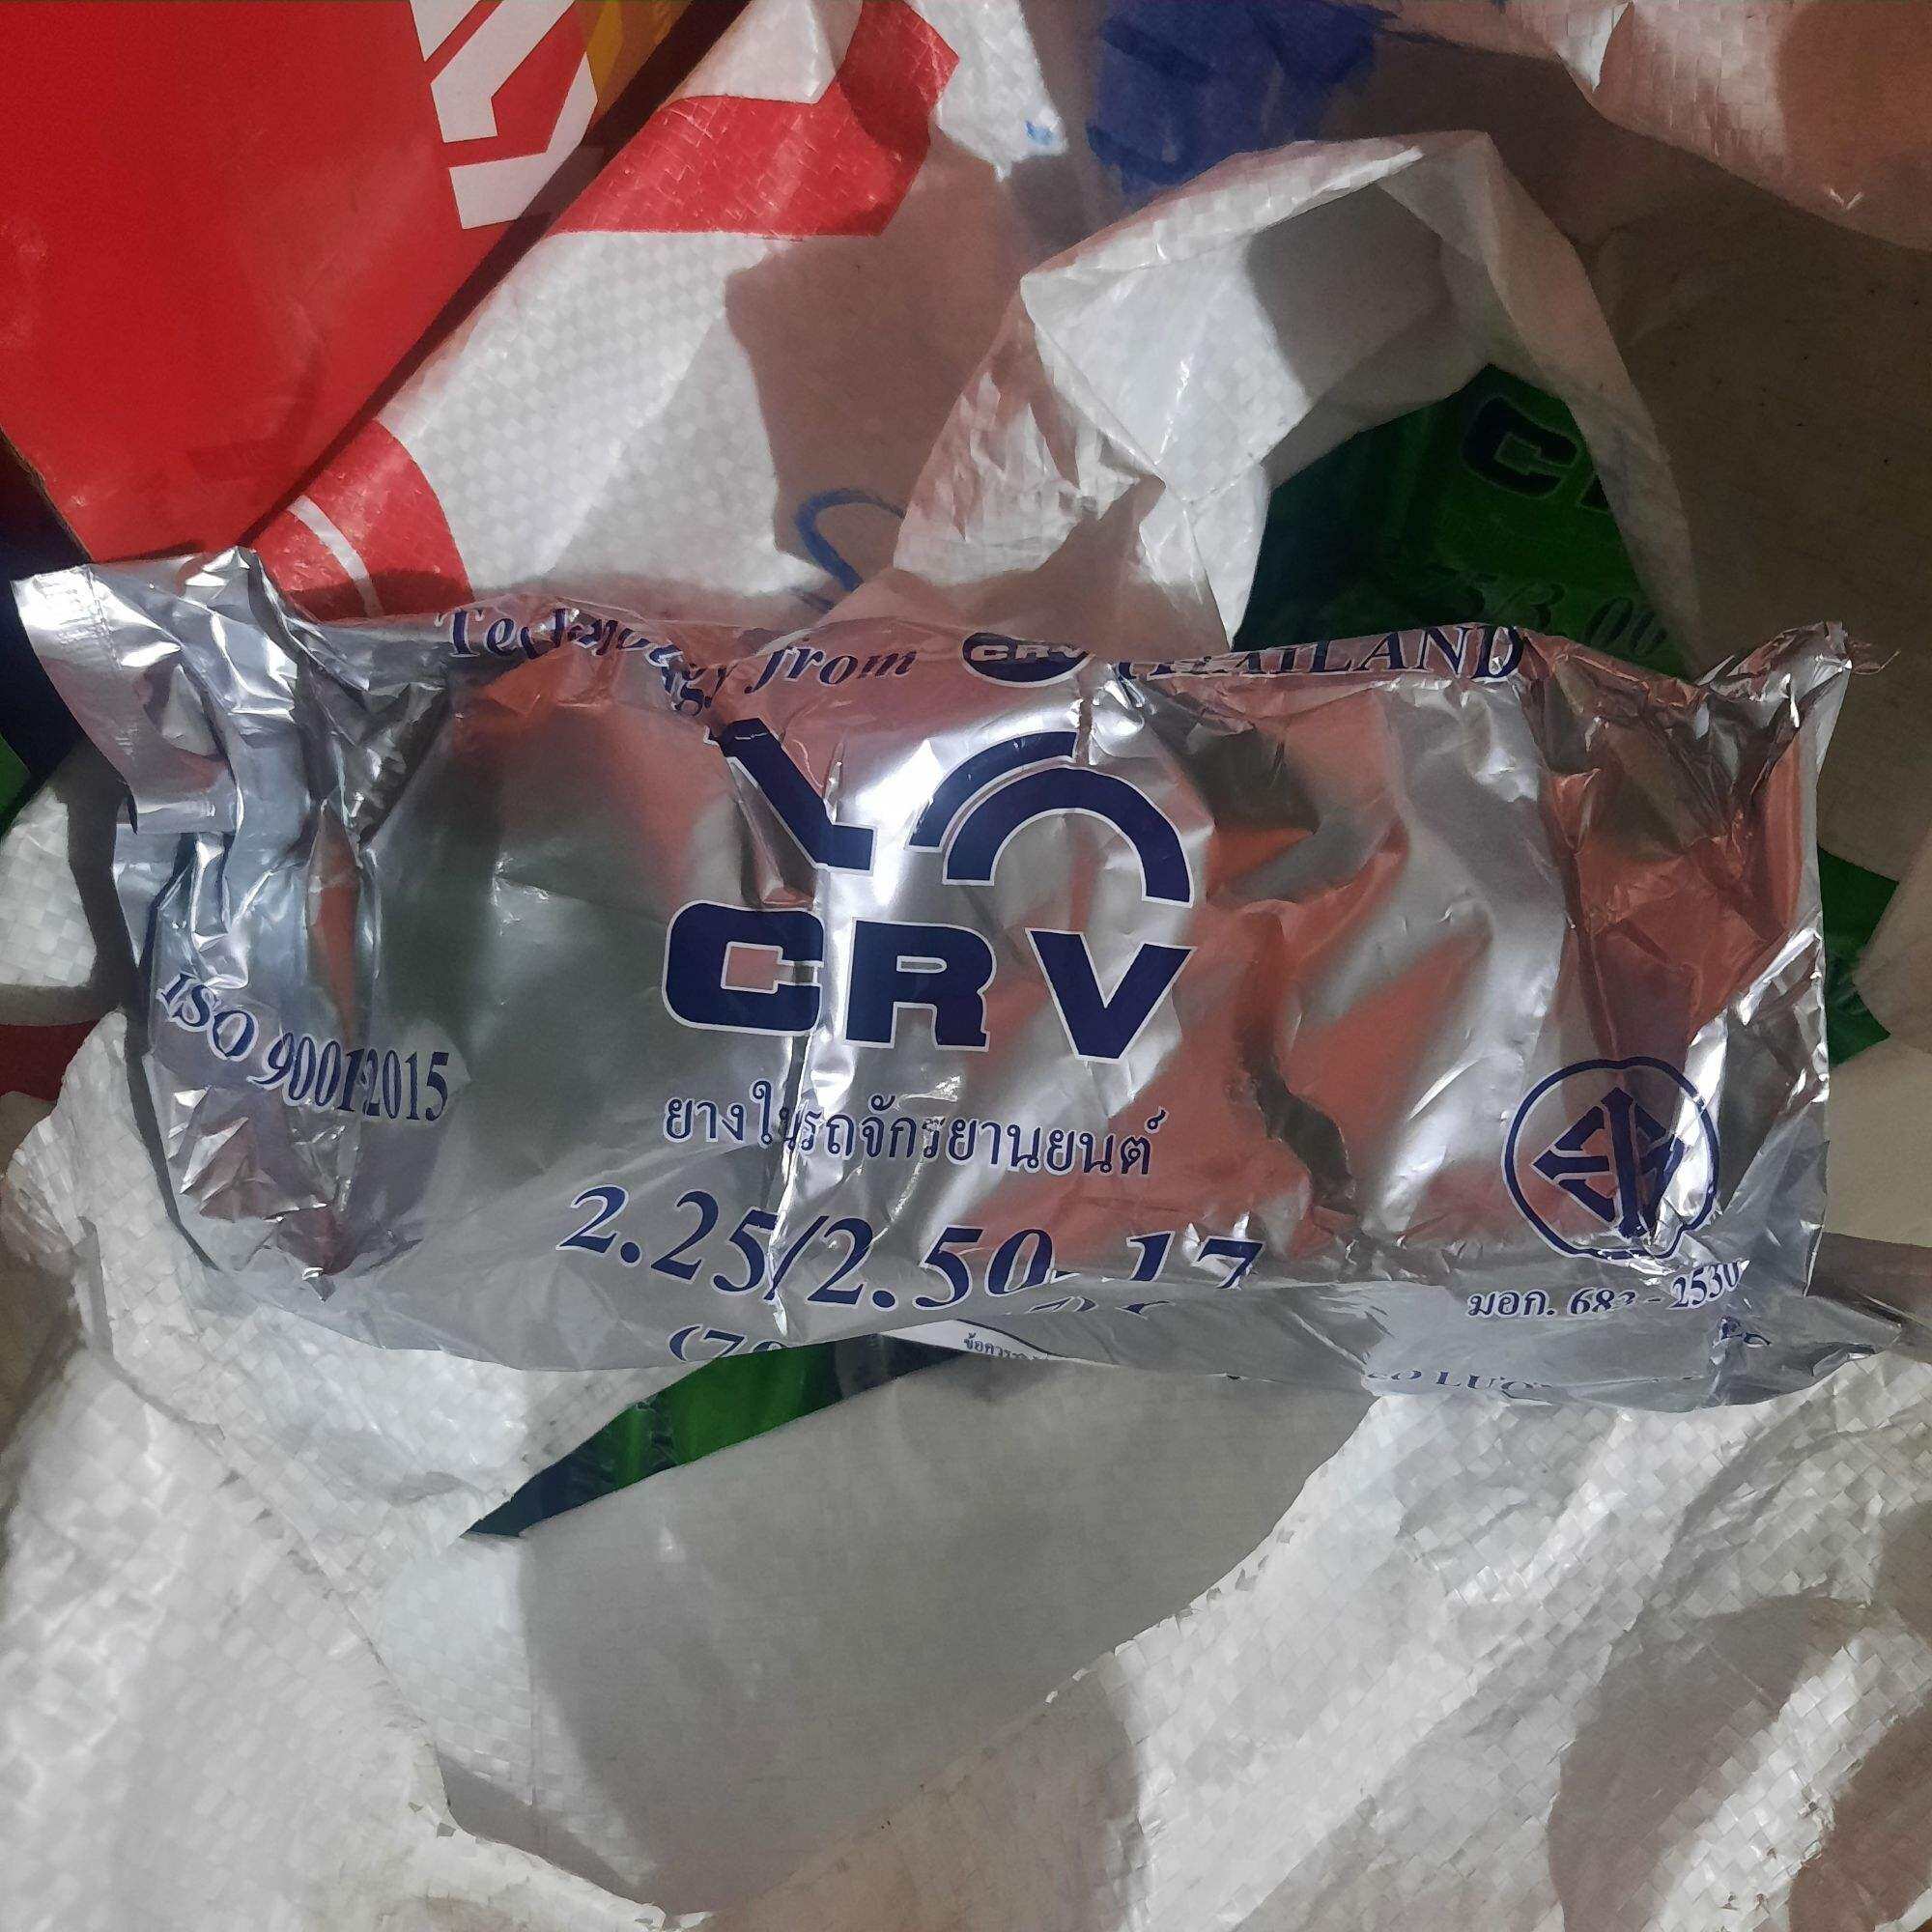 Technology from CRV THAILAND
CRV
ISO 9001:2015
ยางในรถจักรยานยนต์
2.25/2.50-17
มอก. 683 - 2530